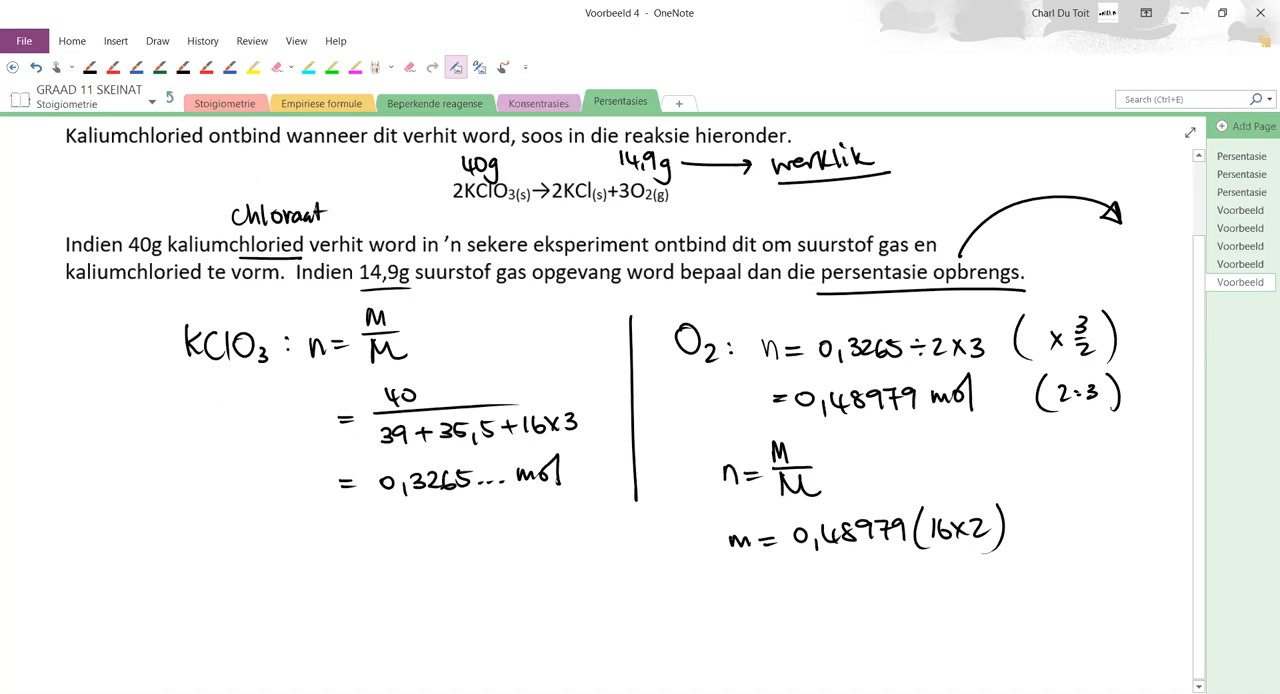 Voorbeeld 4 - OneNote
Charl Du Toit
File Home Insert Draw History Review View Help
GRAAD 11 SKEINAT
Stoigiometrie
Stoigiometrie Empiriese formule Beperkende reagense Konsentrasies Persentasies +
Search (Ctrl+E)
Add Page
Persentasie
Persentasie
Persentasie
Voorbeeld
Voorbeeld
Voorbeeld
Voorbeeld
Voorbeeld
Kaliumchloried ontbind wanneer dit verhit word, soos in die reaksie hieronder.
40g 14,9g → werklik
2KClO₃(s)→2KCl(s)+3O₂(g)
chloraat
Indien 40g kaliumchloried verhit word in 'n sekere eksperiment ontbind dit om suurstof gas en
kaliumchloried te vorm. Indien 14,9g suurstof gas opgevang word bepaal dan die persentasie opbrengs.
KClO₃ : n = m/M
= 40/(39 + 35,5 + 16×3)
= 0,3265... mol
O₂ : n = 0,3265 ÷ 2 × 3 (× 3/2)
= 0,48979 mol (2:3)
n = m/M
m = 0,48979 (16×2)